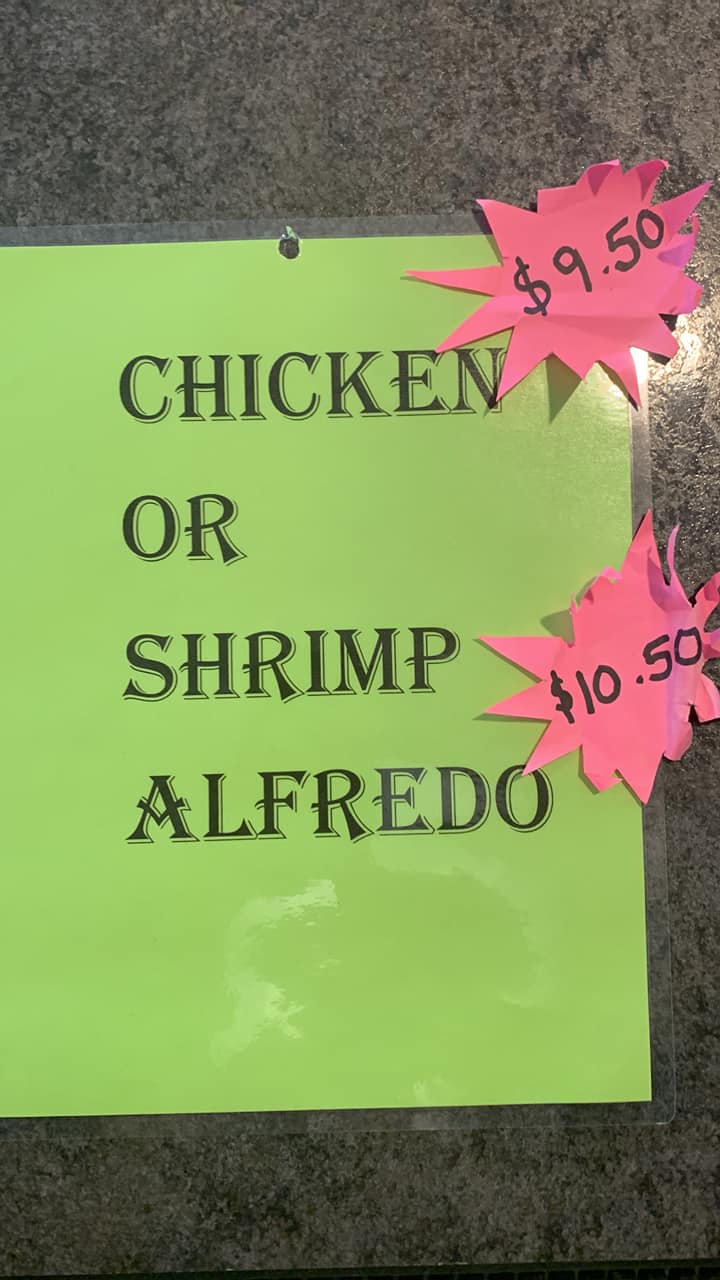 $9.50
CHICKEN
OR
SHRIMP
$10.50
ALFREDO